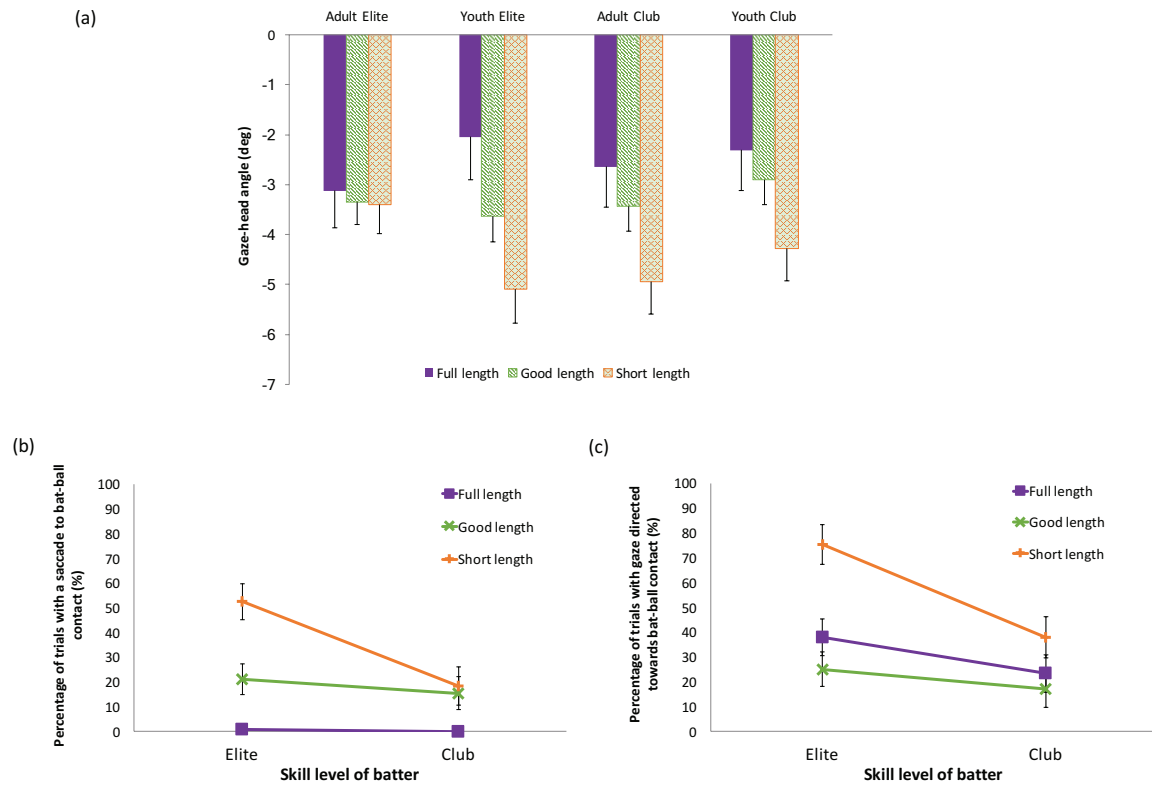 (a)
Adult Elite Youth Elite Adult Club Youth Club
0
-1
-2
-3
-4
-5
-6
-7
Gaze-head angle (deg)
Full length Good length Short length
(b)
Percentage of trials with a saccade to bat-ball
contact (%)
100
90
80
70
60
50
40
30
20
10
0
Full length
Good length
Short length
Elite Club
Skill level of batter
(c)
Percentage of trials with gaze directed
towards bat-ball contact (%)
100
90
80
70
60
50
40
30
20
10
0
Full length
Good length
Short length
Elite Club
Skill level of batter